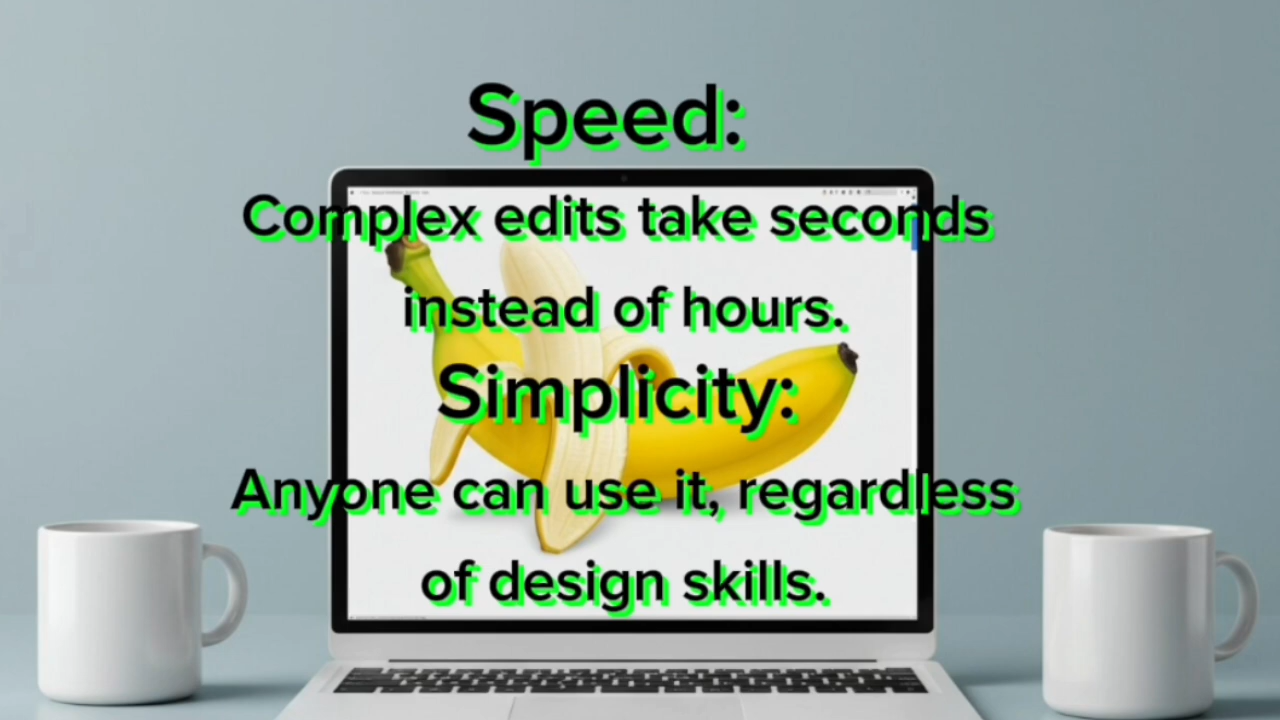 Speed:
Complex edits take seconds
instead of hours.
Simplicity:
Anyone can use it, regardless
of design skills.